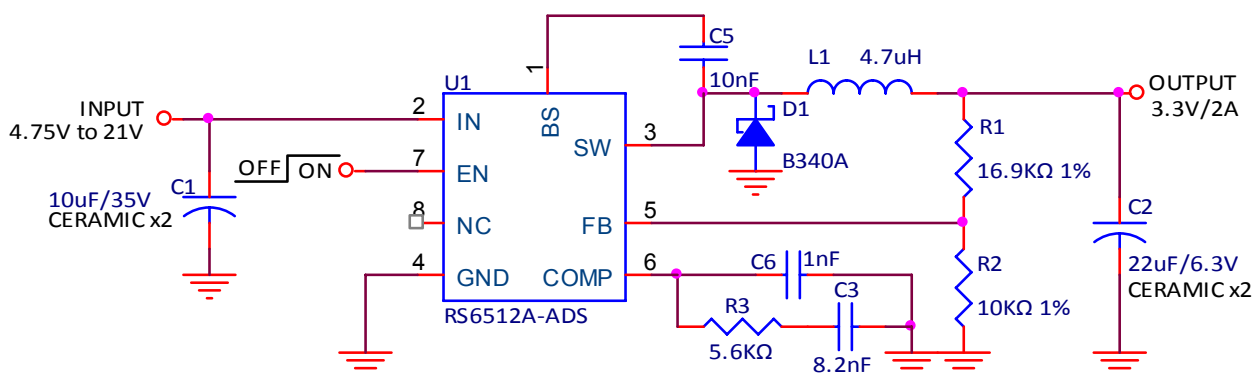 C5
10nF
L1
4.7uH
OUTPUT
3.3V/2A
INPUT
4.75V to 21V
U1
1
BS
2
IN
SW
3
D1
B340A
R1
16.9KΩ 1%
OFF
ON
7
EN
C1
10uF/35V
CERAMIC x2
8
NC
FB
5
C2
22uF/6.3V
CERAMIC x2
4
GND
COMP
6
C6
1nF
R3
5.6KΩ
C3
8.2nF
R2
10KΩ 1%
RS6512A-ADS